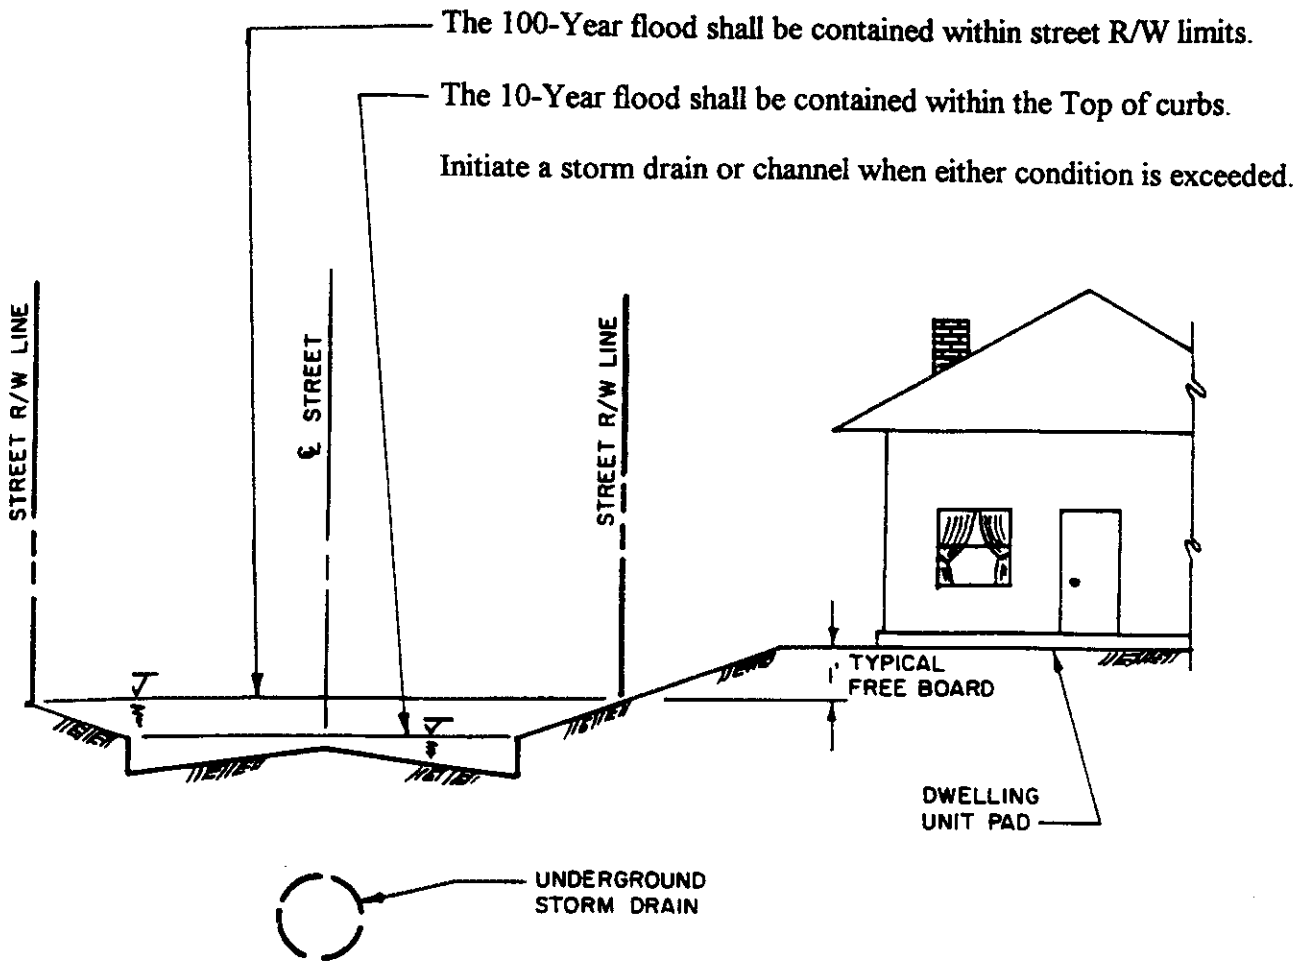 The 100-Year flood shall be contained within street R/W limits.
The 10-Year flood shall be contained within the Top of curbs.
Initiate a storm drain or channel when either condition is exceeded.
STREET R/W LINE
℄ STREET
STREET R/W LINE
1'
TYPICAL
FREE BOARD
DWELLING
UNIT PAD
UNDERGROUND
STORM DRAIN